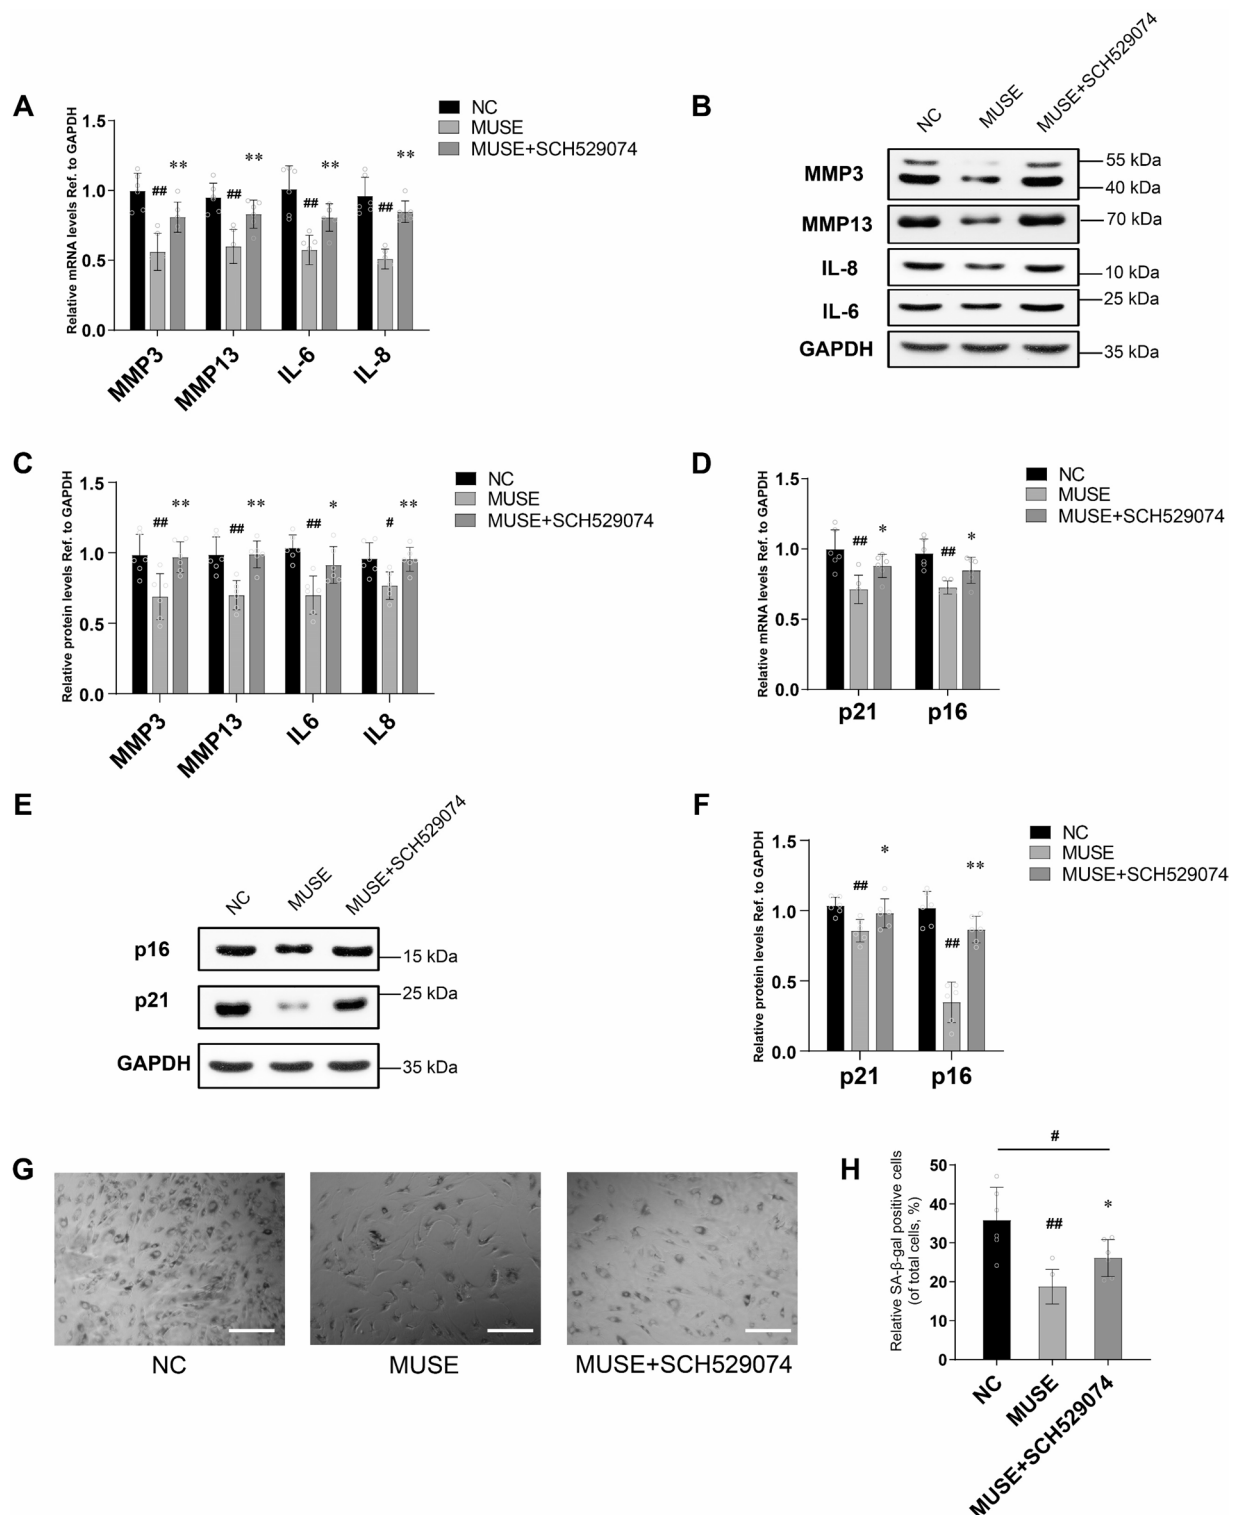 A
Relative mRNA levels Ref. to GAPDH
1.5
1.0
0.5
0.0
##
**
##
**
##
**
##
**
MMP3
MMP13
IL-6
IL-8
NC
MUSE
MUSE+SCH529074
B
NC
MUSE
MUSE+SCH529074
MMP3
55 kDa
40 kDa
MMP13
70 kDa
IL-8
10 kDa
IL-6
25 kDa
GAPDH
35 kDa
C
Relative protein levels Ref. to GAPDH
1.5
1.0
0.5
0.0
##
**
##
**
##
*
#
**
MMP3
MMP13
IL6
IL8
NC
MUSE
MUSE+SCH529074
D
Relative mRNA levels Ref. to GAPDH
1.5
1.0
0.5
0.0
##
*
##
*
p21
p16
NC
MUSE
MUSE+SCH529074
E
NC
MUSE
MUSE+SCH529074
p16
15 kDa
p21
25 kDa
GAPDH
35 kDa
F
Relative protein levels Ref. to GAPDH
1.5
1.0
0.5
0.0
##
*
##
**
p21
p16
NC
MUSE
MUSE+SCH529074
G
NC
MUSE
MUSE+SCH529074
H
Relative SA-β-gal positive cells
(of total cells, %)
50
40
30
20
10
0
#
##
*
NC
MUSE
MUSE+SCH529074